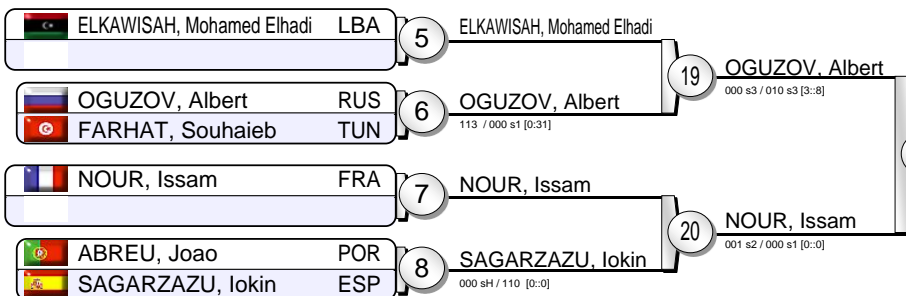 ELKAWISAH, Mohamed Elhadi LBA
5
ELKAWISAH, Mohamed Elhadi
19
OGUZOV, Albert
000 s3 / 010 s3 [3::8]
OGUZOV, Albert RUS
FARHAT, Souhaieb TUN
6
OGUZOV, Albert
113 / 000 s1 [0:31]
NOUR, Issam FRA
7
NOUR, Issam
20
NOUR, Issam
001 s2 / 000 s1 [0::0]
ABREU, Joao POR
SAGARZAZU, Iokin ESP
8
SAGARZAZU, Iokin
000 sH / 110 [0::0]